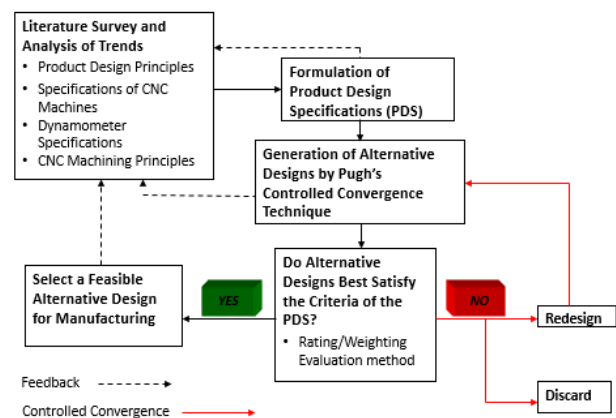 Literature Survey and
Analysis of Trends
• Product Design Principles
• Specifications of CNC
Machines
• Dynamometer
Specifications
• CNC Machining Principles
Formulation of
Product Design
Specifications (PDS)
Generation of Alternative
Designs by Pugh's
Controlled Convergence
Technique
Do Alternative
Designs Best Satisfy
the Criteria of the
PDS?
• Rating/Weighting
Evaluation method
YES
NO
Select a Feasible
Alternative Design
for Manufacturing
Redesign
Discard
Feedback
Controlled Convergence